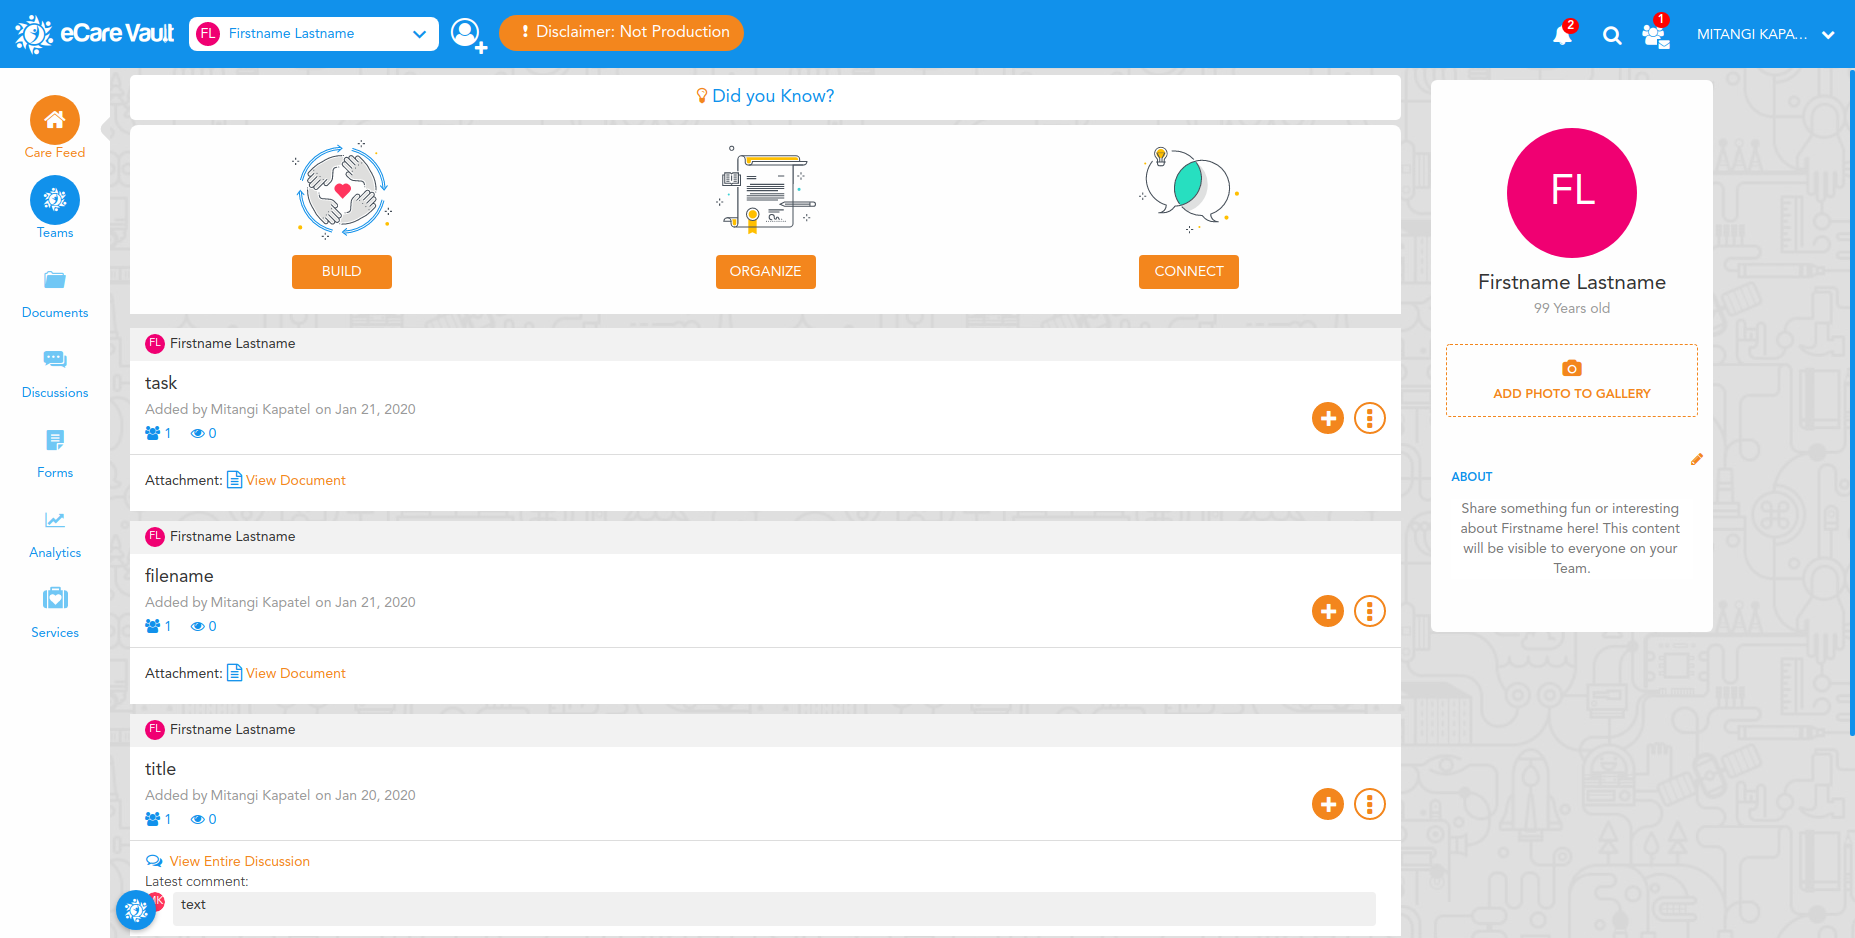 eCare Vault
FL Firstname Lastname
! Disclaimer: Not Production
2
1
MITANGI KAPA...
Care Feed
Teams
Documents
Discussions
Forms
Analytics
Services
Did you Know?
BUILD
ORGANIZE
CONNECT
FL Firstname Lastname
task
Added by Mitangi Kapatel on Jan 21, 2020
1 0
Attachment: View Document
FL Firstname Lastname
filename
Added by Mitangi Kapatel on Jan 21, 2020
1 0
Attachment: View Document
FL Firstname Lastname
title
Added by Mitangi Kapatel on Jan 20, 2020
1 0
View Entire Discussion
Latest comment:
text
FL
Firstname Lastname
99 Years old
ADD PHOTO TO GALLERY
ABOUT
Share something fun or interesting
about Firstname here! This content
will be visible to everyone on your
Team.